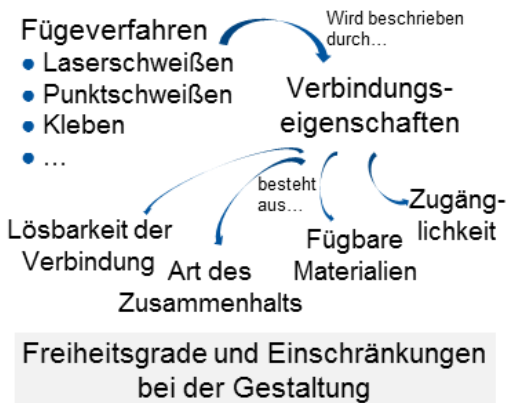 Fügeverfahren
Wird beschrieben
durch...
• Laserschweißen
• Punktschweißen
• Kleben
• ...
Verbindungs-
eigenschaften
besteht
aus...
Lösbarkeit der
Verbindung
Art des
Zusammenhalts
Fügbare
Materialien
Zugäng-
lichkeit
Freiheitsgrade und Einschränkungen
bei der Gestaltung